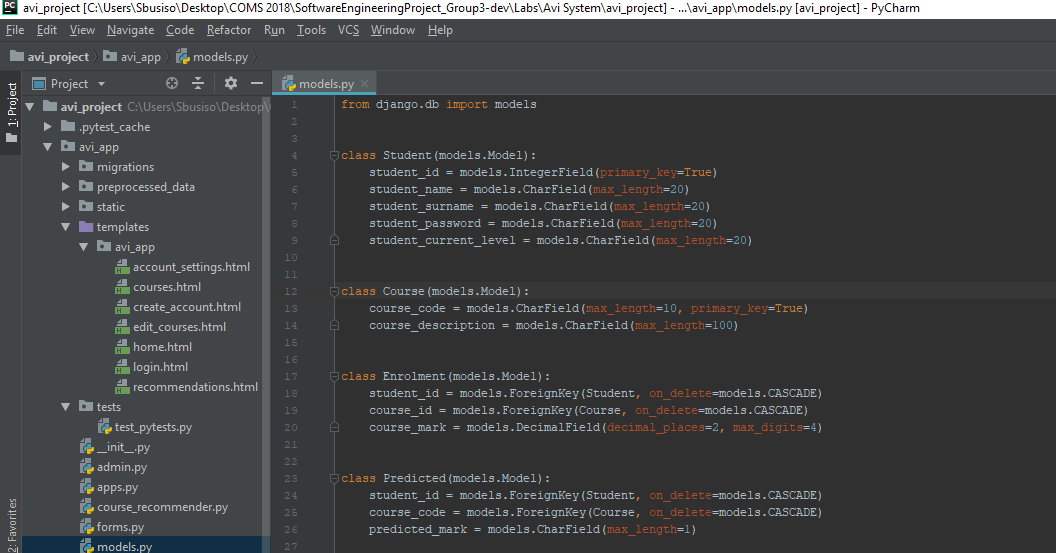 PC avi_project [C:\Users\Sbusiso\Desktop\COMS 2018\SoftwareEngineeringProject_Group3-dev\Labs\Avi System\avi_project] - ...\avi_app\models.py [avi_project] - PyCharm
File Edit View Navigate Code Refactor Run Tools VCS Window Help
avi_project avi_app models.py
1: Project
2: Favorites
Project
avi_project C:\Users\Sbusiso\Desktop\
.pytest_cache
avi_app
migrations
preprocessed_data
static
templates
avi_app
account_settings.html
courses.html
create_account.html
edit_courses.html
home.html
login.html
recommendations.html
tests
test_pytests.py
__init__.py
admin.py
apps.py
course_recommender.py
forms.py
models.py
models.py
1 from django.db import models
2
3
4 class Student(models.Model):
5 student_id = models.IntegerField(primary_key=True)
6 student_name = models.CharField(max_length=20)
7 student_surname = models.CharField(max_length=20)
8 student_password = models.CharField(max_length=20)
9 student_current_level = models.CharField(max_length=20)
10
11
12 class Course(models.Model):
13 course_code = models.CharField(max_length=10, primary_key=True)
14 course_description = models.CharField(max_length=100)
15
16
17 class Enrolment(models.Model):
18 student_id = models.ForeignKey(Student, on_delete=models.CASCADE)
19 course_id = models.ForeignKey(Course, on_delete=models.CASCADE)
20 course_mark = models.DecimalField(decimal_places=2, max_digits=4)
21
22
23 class Predicted(models.Model):
24 student_id = models.ForeignKey(Student, on_delete=models.CASCADE)
25 course_code = models.ForeignKey(Course, on_delete=models.CASCADE)
26 predicted_mark = models.CharField(max_length=1)
27